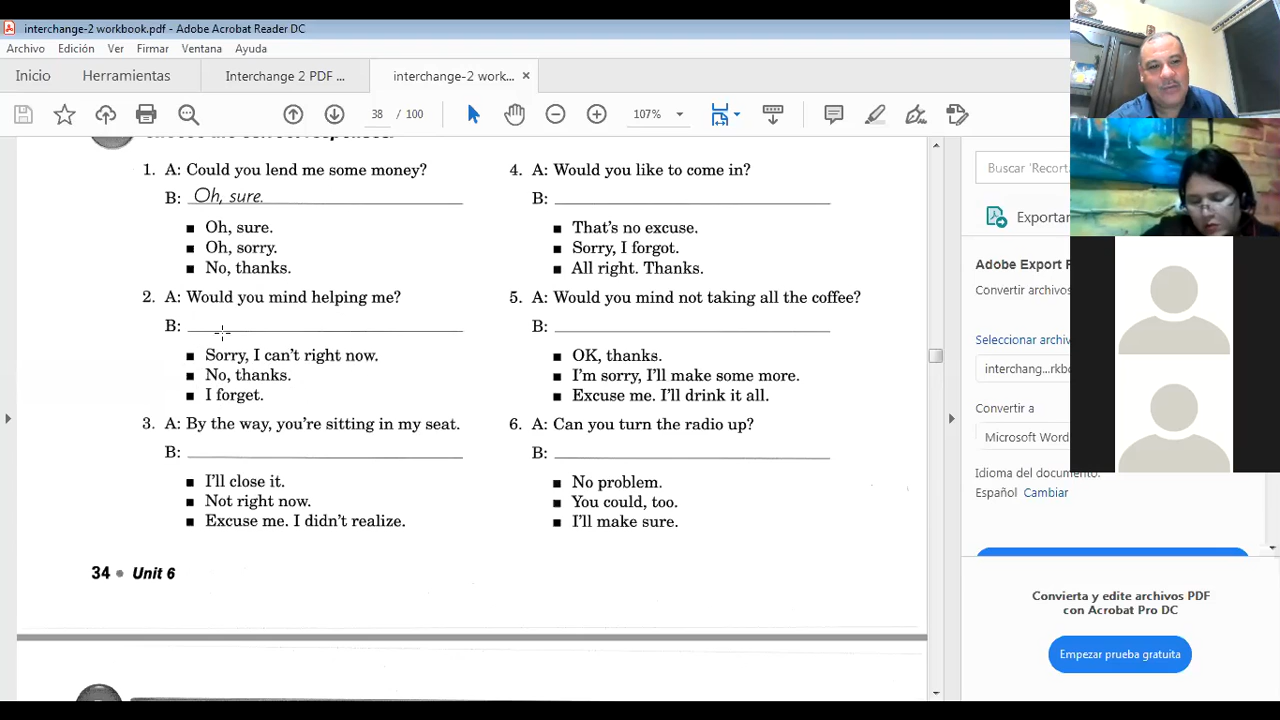 interchange-2 workbook.pdf - Adobe Acrobat Reader DC
Archivo Edición Ver Firmar Ventana Ayuda
Inicio Herramientas Interchange 2 PDF ... interchange-2 work... ×
38 / 100 107%
1. A: Could you lend me some money?
B: Oh, sure.
■ Oh, sure.
■ Oh, sorry.
■ No, thanks.
2. A: Would you mind helping me?
B:
■ Sorry, I can't right now.
■ No, thanks.
■ I forget.
3. A: By the way, you're sitting in my seat.
B:
■ I'll close it.
■ Not right now.
■ Excuse me. I didn't realize.
4. A: Would you like to come in?
B:
■ That's no excuse.
■ Sorry, I forgot.
■ All right. Thanks.
5. A: Would you mind not taking all the coffee?
B:
■ OK, thanks.
■ I'm sorry, I'll make some more.
■ Excuse me. I'll drink it all.
6. A: Can you turn the radio up?
B:
■ No problem.
■ You could, too.
■ I'll make sure.
34 • Unit 6
Buscar 'Recort
Exportar
Adobe Export
Convertir archivos
Seleccionar archivo
interchang...rkb
Convertir a
Microsoft Word
Idioma del documento:
Español Cambiar
Convierta y edite archivos PDF
con Acrobat Pro DC
Empezar prueba gratuita